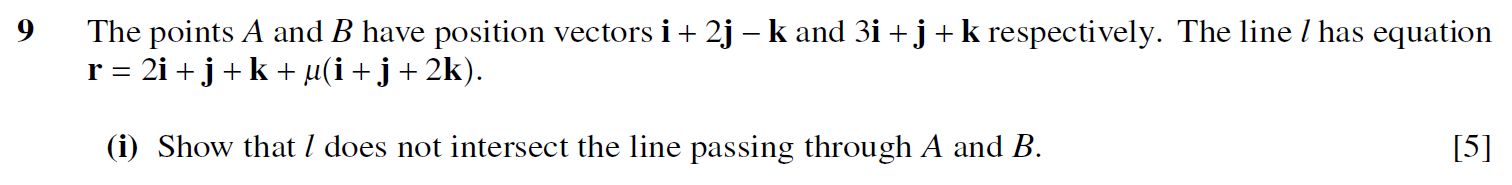 9 The points A and B have position vectors i + 2j − k and 3i + j + k respectively. The line l has equation
r = 2i + j + k + μ(i + j + 2k).
(i) Show that l does not intersect the line passing through A and B. [5]